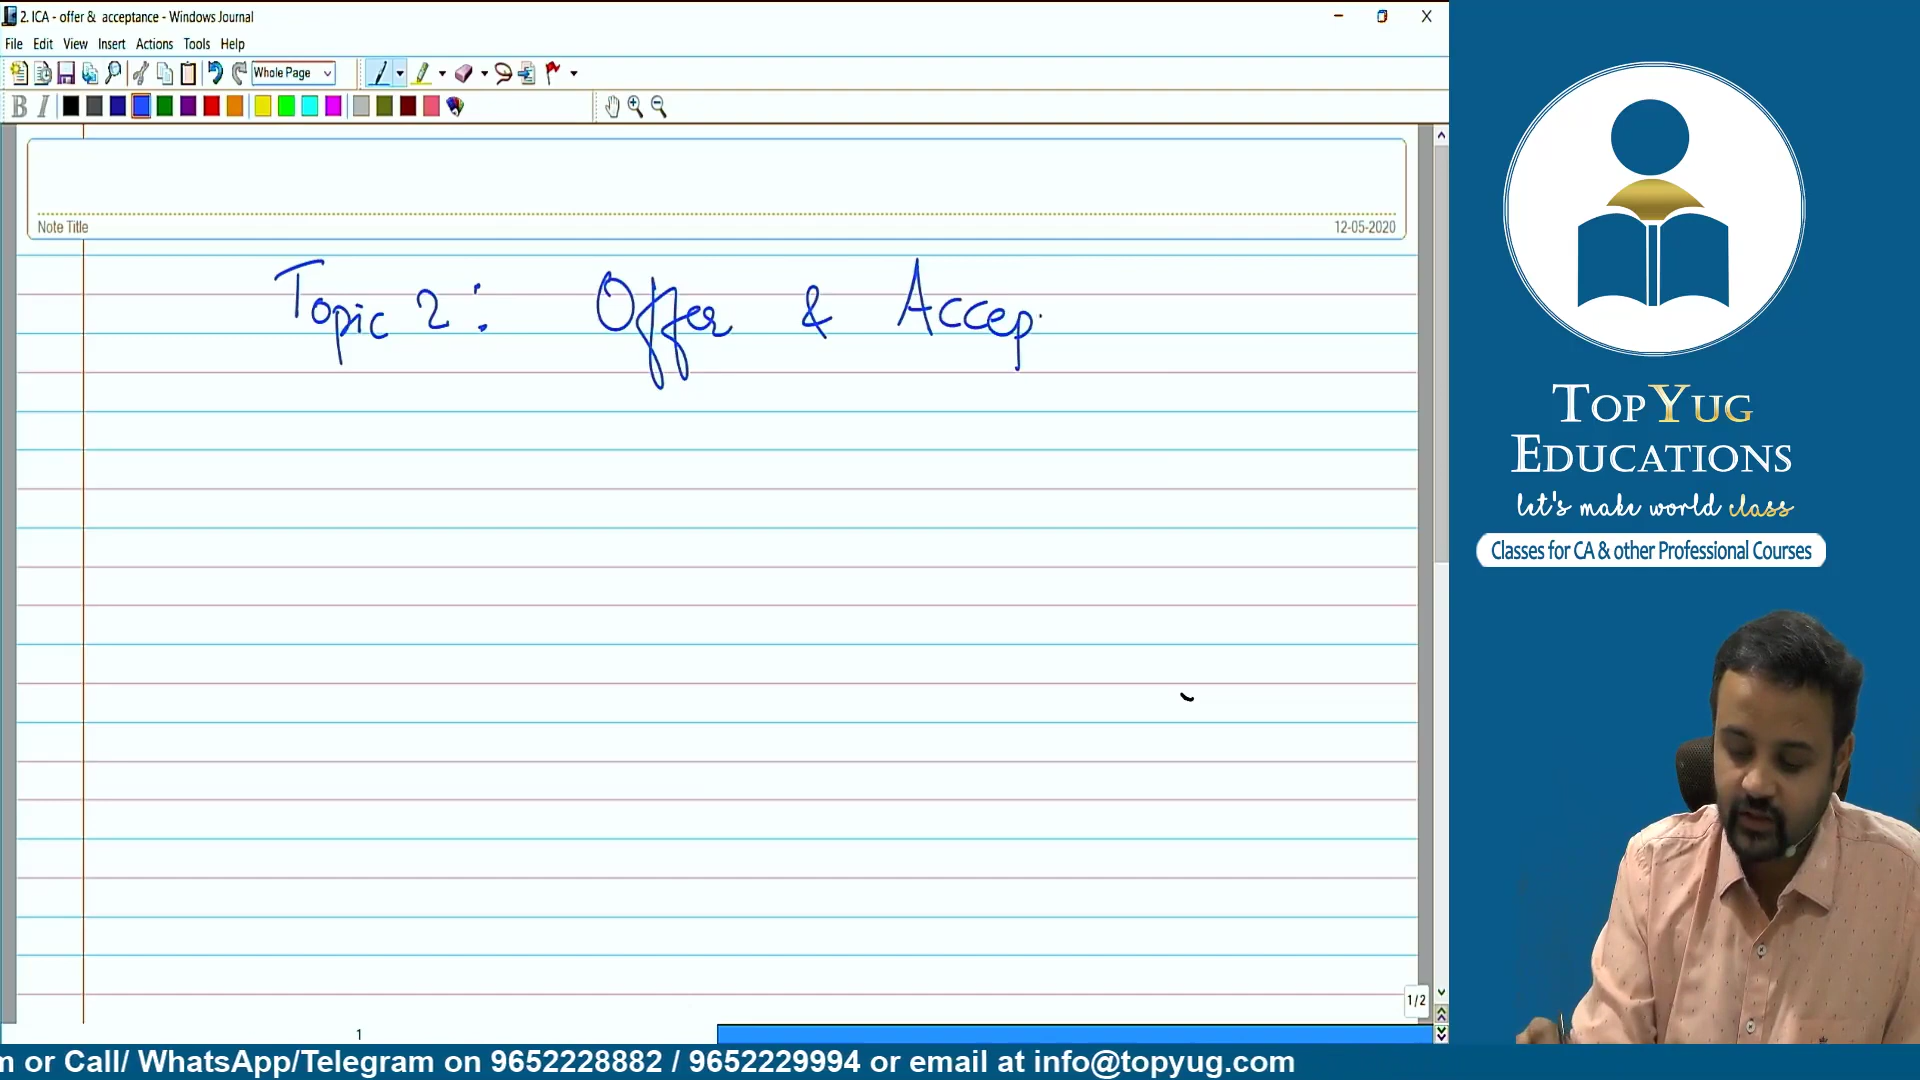 2. ICA - offer & acceptance - Windows Journal
File Edit View Insert Actions Tools Help
Whole Page
B I
Note Title
12-05-2020
Topic 2: Offer & Accep
1/2
1
TOPYUG
EDUCATIONS
let's make world class
Classes for CA & other Professional Courses
m or Call/ WhatsApp/Telegram on 9652228882 / 9652229994 or email at info@topyug.com